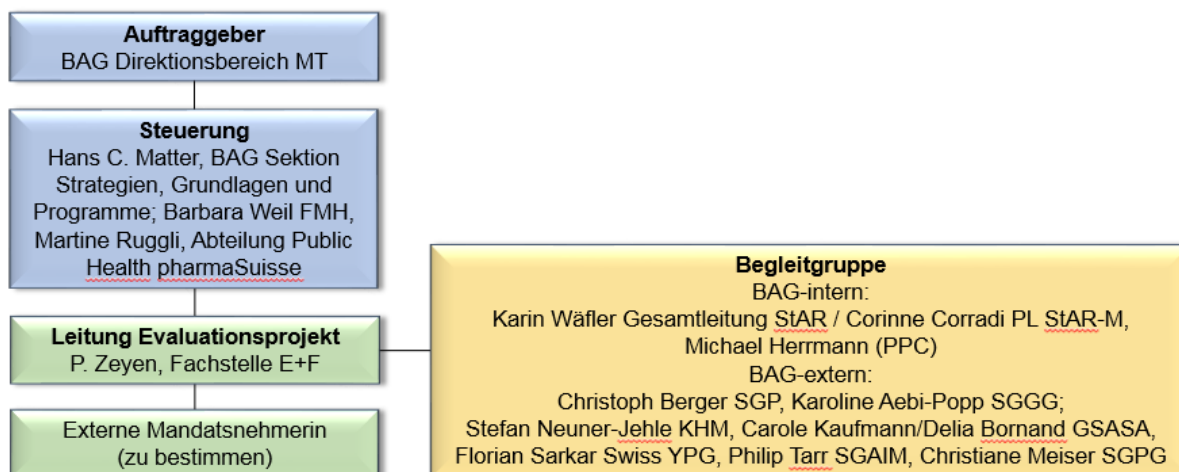 Auftraggeber
BAG Direktionsbereich MT
Steuerung
Hans C. Matter, BAG Sektion
Strategien, Grundlagen und
Programme; Barbara Weil FMH,
Martine Ruggli, Abteilung Public
Health pharmaSuisse
Leitung Evaluationsprojekt
P. Zeyen, Fachstelle E+F
Externe Mandatsnehmerin
(zu bestimmen)
Begleitgruppe
BAG-intern:
Karin Wäfler Gesamtleitung StAR / Corinne Corradi PL StAR-M,
Michael Herrmann (PPC)
BAG-extern:
Christoph Berger SGP, Karoline Aebi-Popp SGGG;
Stefan Neuner-Jehle KHM, Carole Kaufmann/Delia Bornand GSASA,
Florian Sarkar Swiss YPG, Philip Tarr SGAIM, Christiane Meiser SGPG